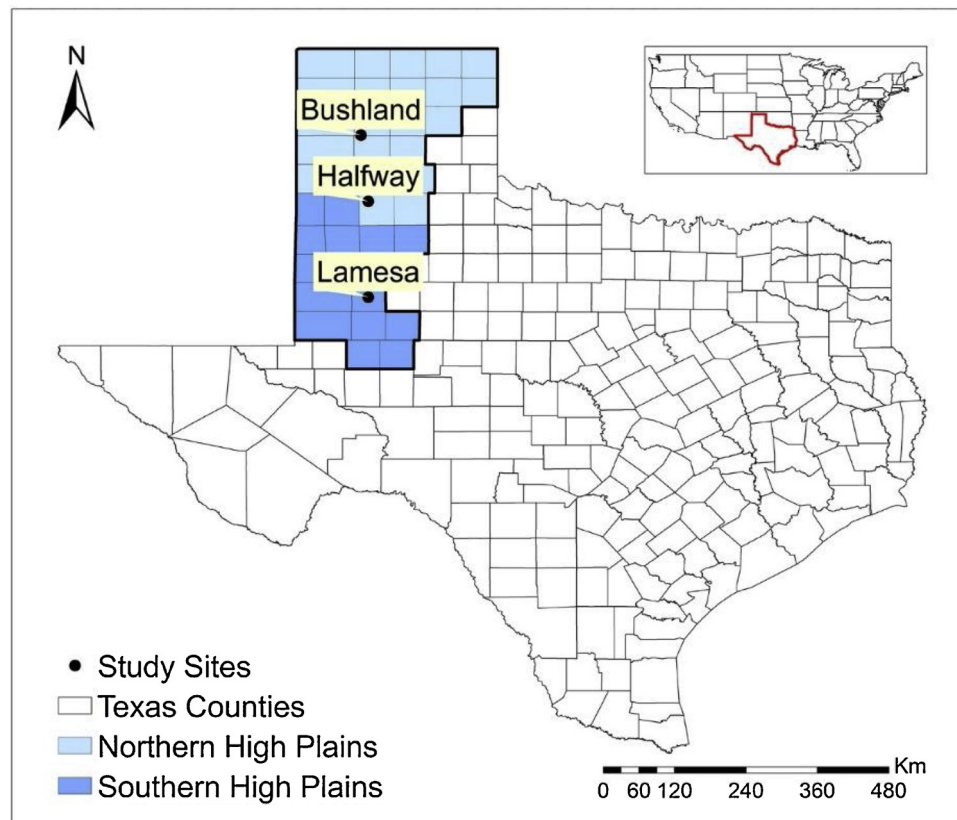 N
Bushland
Halfway
Lamesa
Study Sites
Texas Counties
Northern High Plains
Southern High Plains
Km
0 60 120 240 360 480